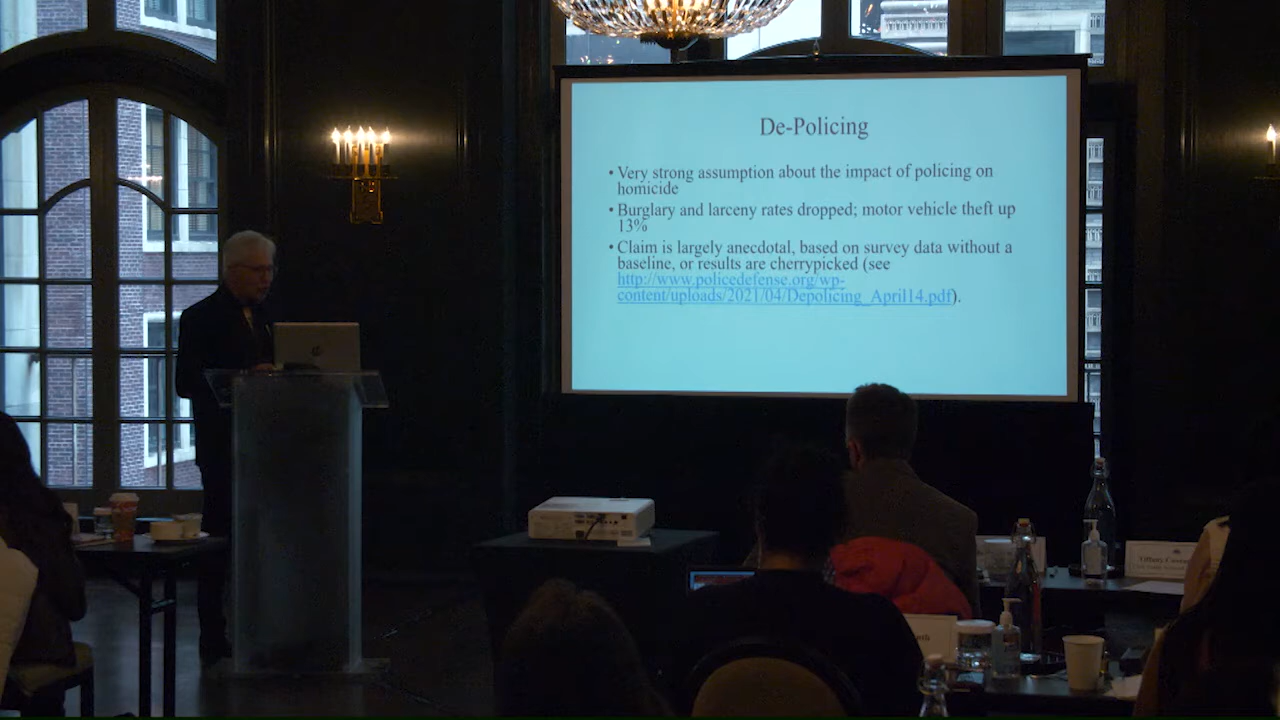 De-Policing
• Very strong assumption about the impact of policing on
homicide
• Burglary and larceny rates dropped; motor vehicle theft up
13%
• Claim is largely anecdotal, based on survey data without a
baseline, or results are cherrypicked (see
http://www.policedefense.org/wp-
content/uploads/2021/04/Depolicing_April14.pdf).